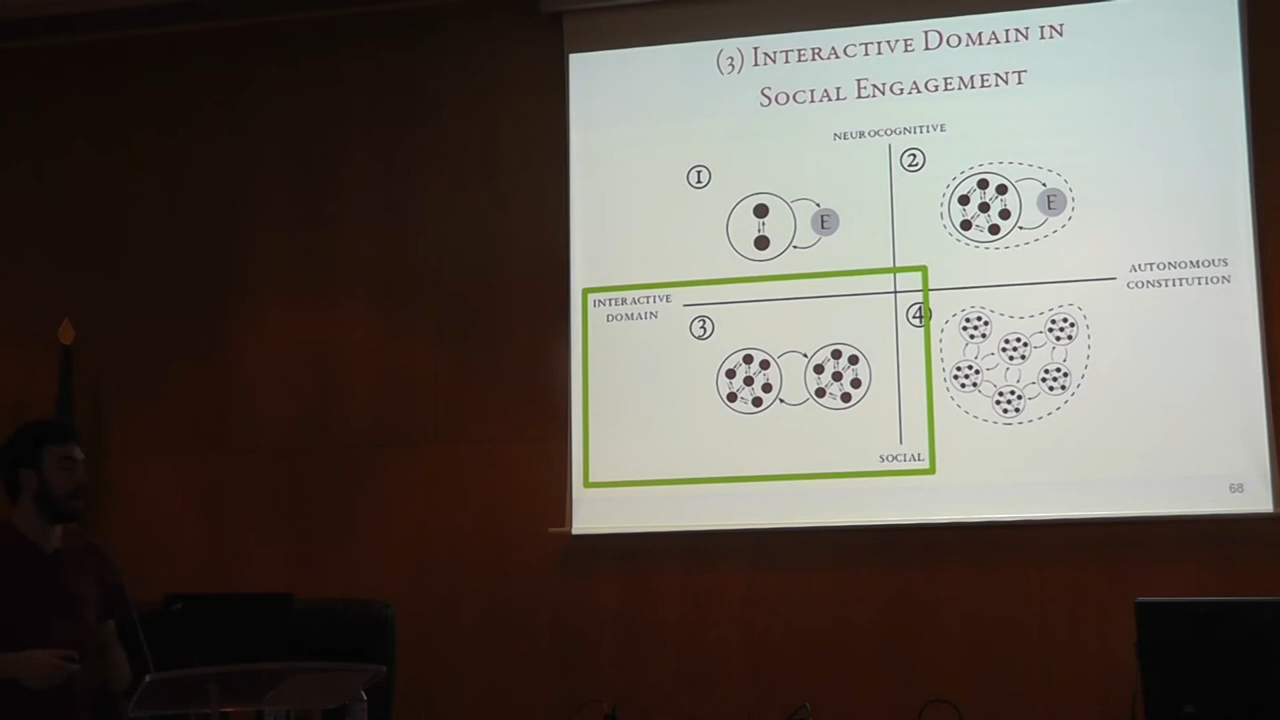 (3) INTERACTIVE DOMAIN IN
SOCIAL ENGAGEMENT
NEUROCOGNITIVE
①
E
②
E
INTERACTIVE
DOMAIN
AUTONOMOUS
CONSTITUTION
③
④
SOCIAL
68